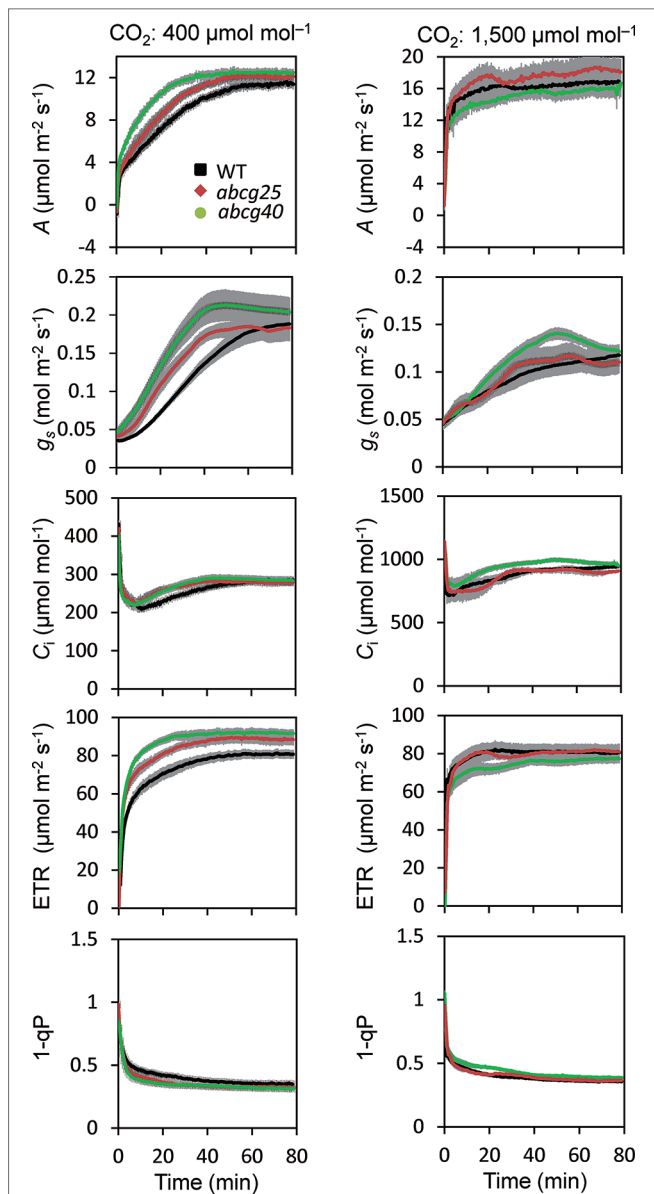 CO₂: 400 µmol mol⁻¹
CO₂: 1,500 µmol mol⁻¹
A (µmol m⁻² s⁻¹)
12
8
4
0
-4
WT
abcg25
abcg40
A (µmol m⁻² s⁻¹)
20
16
12
8
4
0
-4
gs (mol m⁻² s⁻¹)
0.25
0.2
0.15
0.1
0.05
0
gs (mol m⁻² s⁻¹)
0.2
0.15
0.1
0.05
0
Ci (µmol mol⁻¹)
500
400
300
200
100
0
Ci (µmol mol⁻¹)
1500
1000
500
0
ETR (µmol m⁻² s⁻¹)
100
80
60
40
20
0
ETR (µmol m⁻² s⁻¹)
100
80
60
40
20
0
1-qP
1.5
1
0.5
0
0 20 40 60 80
Time (min)
1-qP
1.5
1
0.5
0
0 20 40 60 80
Time (min)